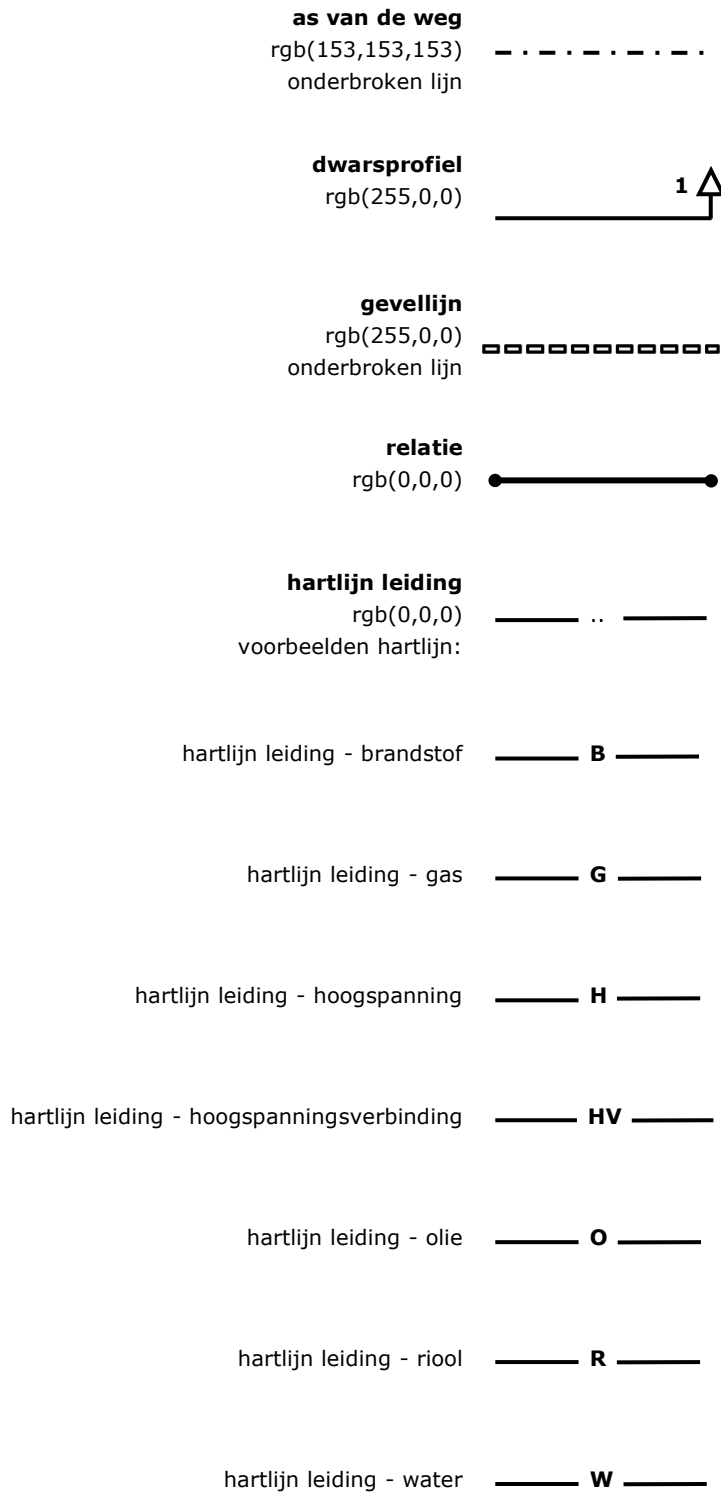 as van de weg
rgb(153,153,153)
onderbroken lijn
dwarsprofiel
rgb(255,0,0)
1
gevellijn
rgb(255,0,0)
onderbroken lijn
relatie
rgb(0,0,0)
hartlijn leiding
rgb(0,0,0)
..
voorbeelden hartlijn:
hartlijn leiding - brandstof B
hartlijn leiding - gas G
hartlijn leiding - hoogspanning H
hartlijn leiding - hoogspanningsverbinding HV
hartlijn leiding - olie O
hartlijn leiding - riool R
hartlijn leiding - water W